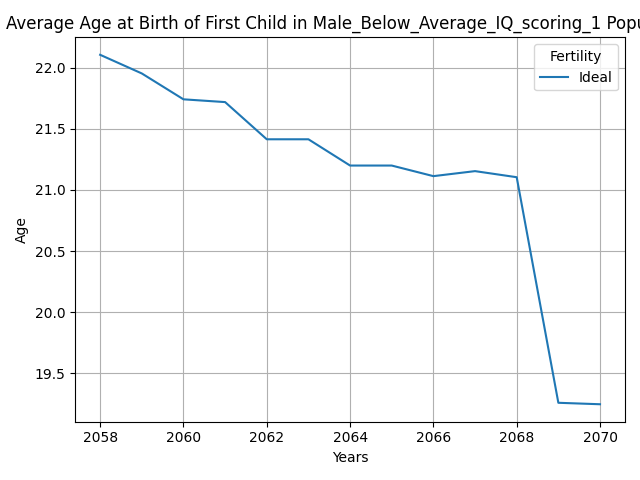 Average Age at Birth of First Child in Male_Below_Average_IQ_scoring_1
Fertility
Ideal
22.0
21.5
21.0
20.5
20.0
19.5
Age
2058 2060 2062 2064 2066 2068 2070
Years